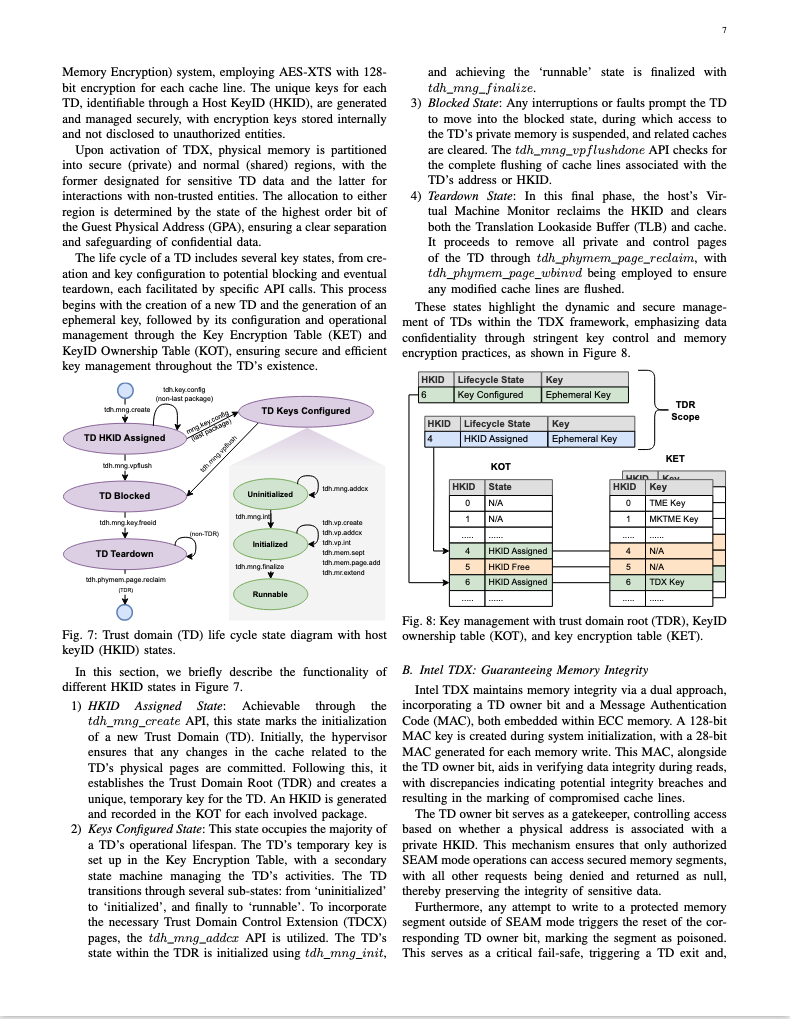 7
Memory Encryption) system, employing AES-XTS with 128-
bit encryption for each cache line. The unique keys for each
TD, identifiable through a Host KeyID (HKID), are generated
and managed securely, with encryption keys stored internally
and not disclosed to unauthorized entities.
Upon activation of TDX, physical memory is partitioned
into secure (private) and normal (shared) regions, with the
former designated for sensitive TD data and the latter for
interactions with non-trusted entities. The allocation to either
region is determined by the state of the highest order bit of
the Guest Physical Address (GPA), ensuring a clear separation
and safeguarding of confidential data.
The life cycle of a TD includes several key states, from cre-
ation and key configuration to potential blocking and eventual
teardown, each facilitated by specific API calls. This process
begins with the creation of a new TD and the generation of an
ephemeral key, followed by its configuration and operational
management through the Key Encryption Table (KET) and
KeyID Ownership Table (KOT), ensuring secure and efficient
key management throughout the TD's existence.
tdh.key.config
(non-last package)
tdh.mng.create
mng.key.config
(last package)
TD Keys Configured
TD HKID Assigned
tdh.mng.vpflush
tdh.mng.vpflush
TD Blocked
tdh.mng.key.freeid
(non-TDR)
TD Teardown
tdh.phymem.page.reclaim
(TDR)
Uninitialized
tdh.mng.addcx
tdh.mng.int
Initialized
tdh.vp.create
tdh.vp.addcx
tdh.vp.int
tdh.mem.sept
tdh.mem.page.add
tdh.mr.extend
tdh.mng.finalize
Runnable
Fig. 7: Trust domain (TD) life cycle state diagram with host
keyID (HKID) states.
In this section, we briefly describe the functionality of
different HKID states in Figure 7.
1) HKID Assigned State: Achievable through the
tdh_mng_create API, this state marks the initialization
of a new Trust Domain (TD). Initially, the hypervisor
ensures that any changes in the cache related to the
TD's physical pages are committed. Following this, it
establishes the Trust Domain Root (TDR) and creates a
unique, temporary key for the TD. An HKID is generated
and recorded in the KOT for each involved package.
2) Keys Configured State: This state occupies the majority of
a TD's operational lifespan. The TD's temporary key is
set up in the Key Encryption Table, with a secondary
state machine managing the TD's activities. The TD
transitions through several sub-states: from 'uninitialized'
to 'initialized', and finally to 'runnable'. To incorporate
the necessary Trust Domain Control Extension (TDCX)
pages, the tdh_mng_addcx API is utilized. The TD's
state within the TDR is initialized using tdh_mng_init,
and achieving the 'runnable' state is finalized with
tdh_mng_finalize.
3) Blocked State: Any interruptions or faults prompt the TD
to move into the blocked state, during which access to
the TD's private memory is suspended, and related caches
are cleared. The tdh_mng_vpflushdone API checks for
the complete flushing of cache lines associated with the
TD's address or HKID.
4) Teardown State: In this final phase, the host's Vir-
tual Machine Monitor reclaims the HKID and clears
both the Translation Lookaside Buffer (TLB) and cache.
It proceeds to remove all private and control pages
of the TD through tdh_phymem_page_reclaim, with
tdh_phymem_page_wbinvd being employed to ensure
any modified cache lines are flushed.
These states highlight the dynamic and secure manage-
ment of TDs within the TDX framework, emphasizing data
confidentiality through stringent key control and memory
encryption practices, as shown in Figure 8.
HKID Lifecycle State Key
6 Key Configured Ephemeral Key
TDR
Scope
HKID Lifecycle State Key
4 HKID Assigned Ephemeral Key
KOT
HKID State
0 N/A
1 N/A
..... ......
4 HKID Assigned
5 HKID Free
6 HKID Assigned
..... ......
KET
HKID Key
HKID Key
0 TME Key
1 MKTME Key
..... ......
4 N/A
5 N/A
6 TDX Key
..... ......
Fig. 8: Key management with trust domain root (TDR), KeyID
ownership table (KOT), and key encryption table (KET).
B. Intel TDX: Guaranteeing Memory Integrity
Intel TDX maintains memory integrity via a dual approach,
incorporating a TD owner bit and a Message Authentication
Code (MAC), both embedded within ECC memory. A 128-bit
MAC key is created during system initialization, with a 28-bit
MAC generated for each memory write. This MAC, alongside
the TD owner bit, aids in verifying data integrity during reads,
with discrepancies indicating potential integrity breaches and
resulting in the marking of compromised cache lines.
The TD owner bit serves as a gatekeeper, controlling access
based on whether a physical address is associated with a
private HKID. This mechanism ensures that only authorized
SEAM mode operations can access secured memory segments,
with all other requests being denied and returned as null,
thereby preserving the integrity of sensitive data.
Furthermore, any attempt to write to a protected memory
segment outside of SEAM mode triggers the reset of the cor-
responding TD owner bit, marking the segment as poisoned.
This serves as a critical fail-safe, triggering a TD exit and,